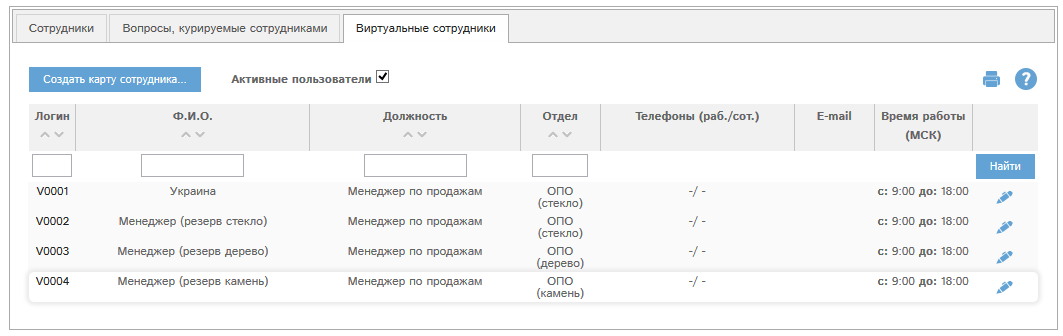 Сотрудники Вопросы, курируемые сотрудниками Виртуальные сотрудники
Создать карту сотрудника... Активные пользователи ?
Логин Ф.И.О. Должность Отдел Телефоны (раб./сот.) E-mail Время работы
(МСК)
Найти
V0001 Украина Менеджер по продажам ОПО -/ - с: 9:00 до: 18:00
(стекло)
V0002 Менеджер (резерв стекло) Менеджер по продажам ОПО -/ - с: 9:00 до: 18:00
(стекло)
V0003 Менеджер (резерв дерево) Менеджер по продажам ОПО -/ - с: 9:00 до: 18:00
(дерево)
V0004 Менеджер (резерв камень) Менеджер по продажам ОПО -/ - с: 9:00 до: 18:00
(камень)